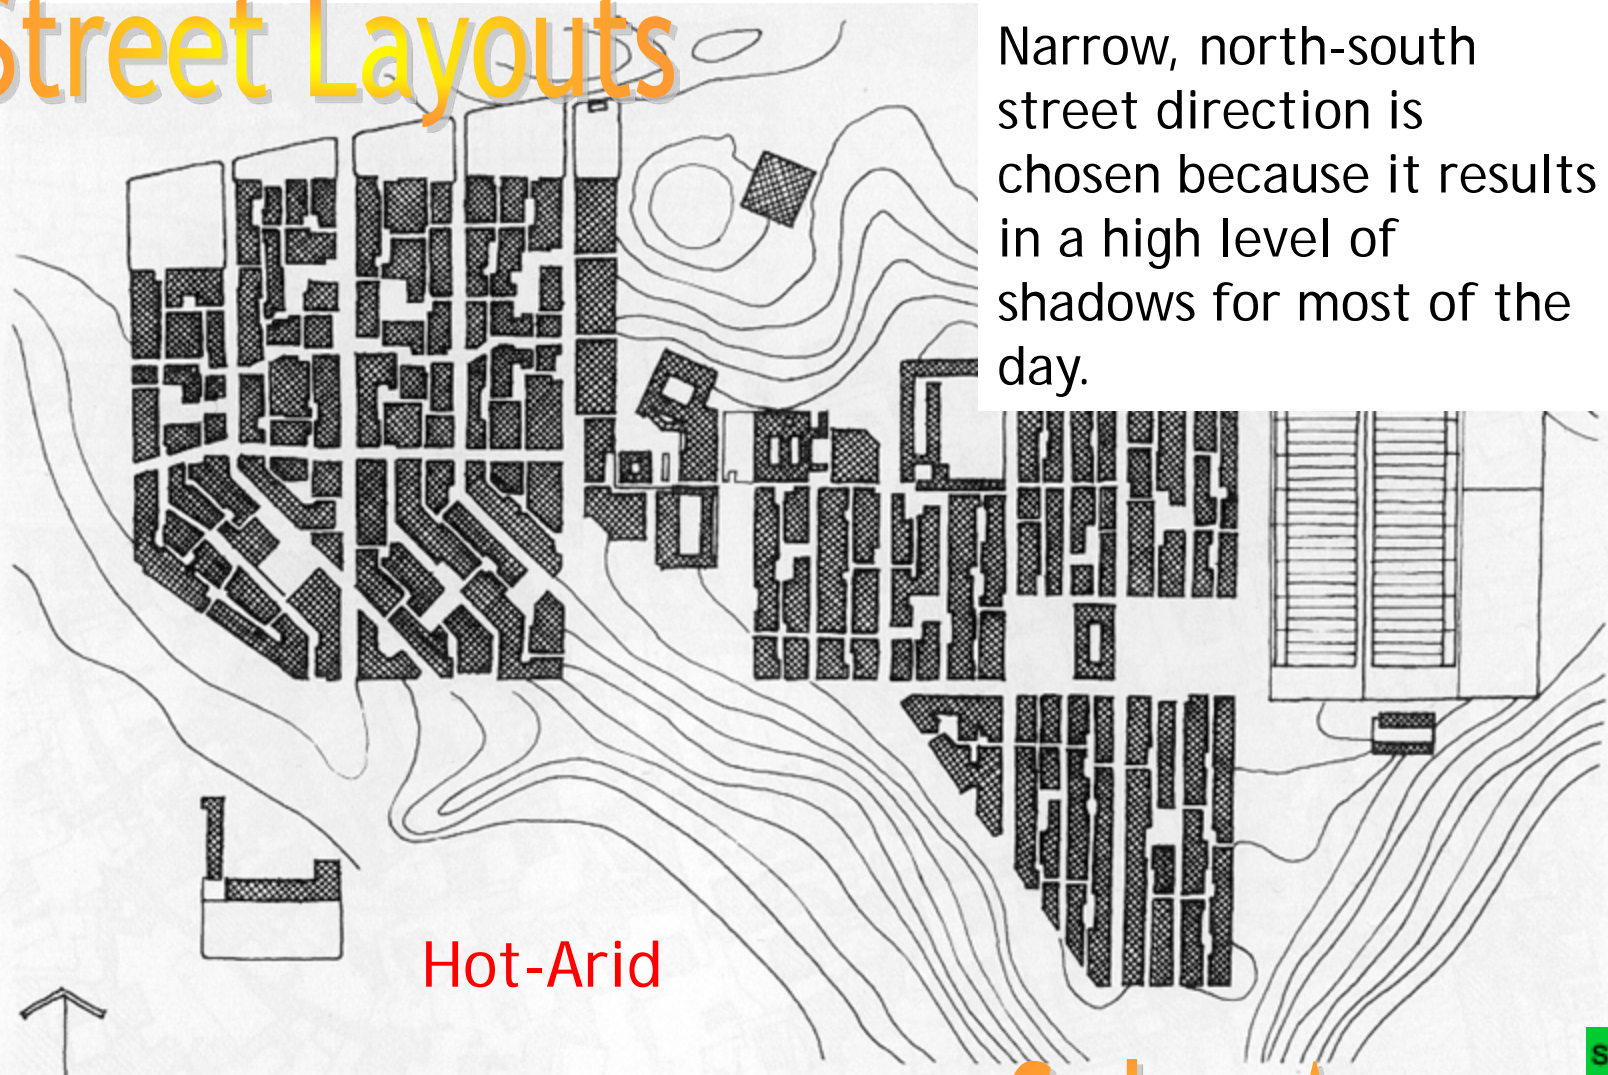 Street Layouts
Narrow, north-south
street direction is
chosen because it results
in a high level of
shadows for most of the
day.
Hot-Arid